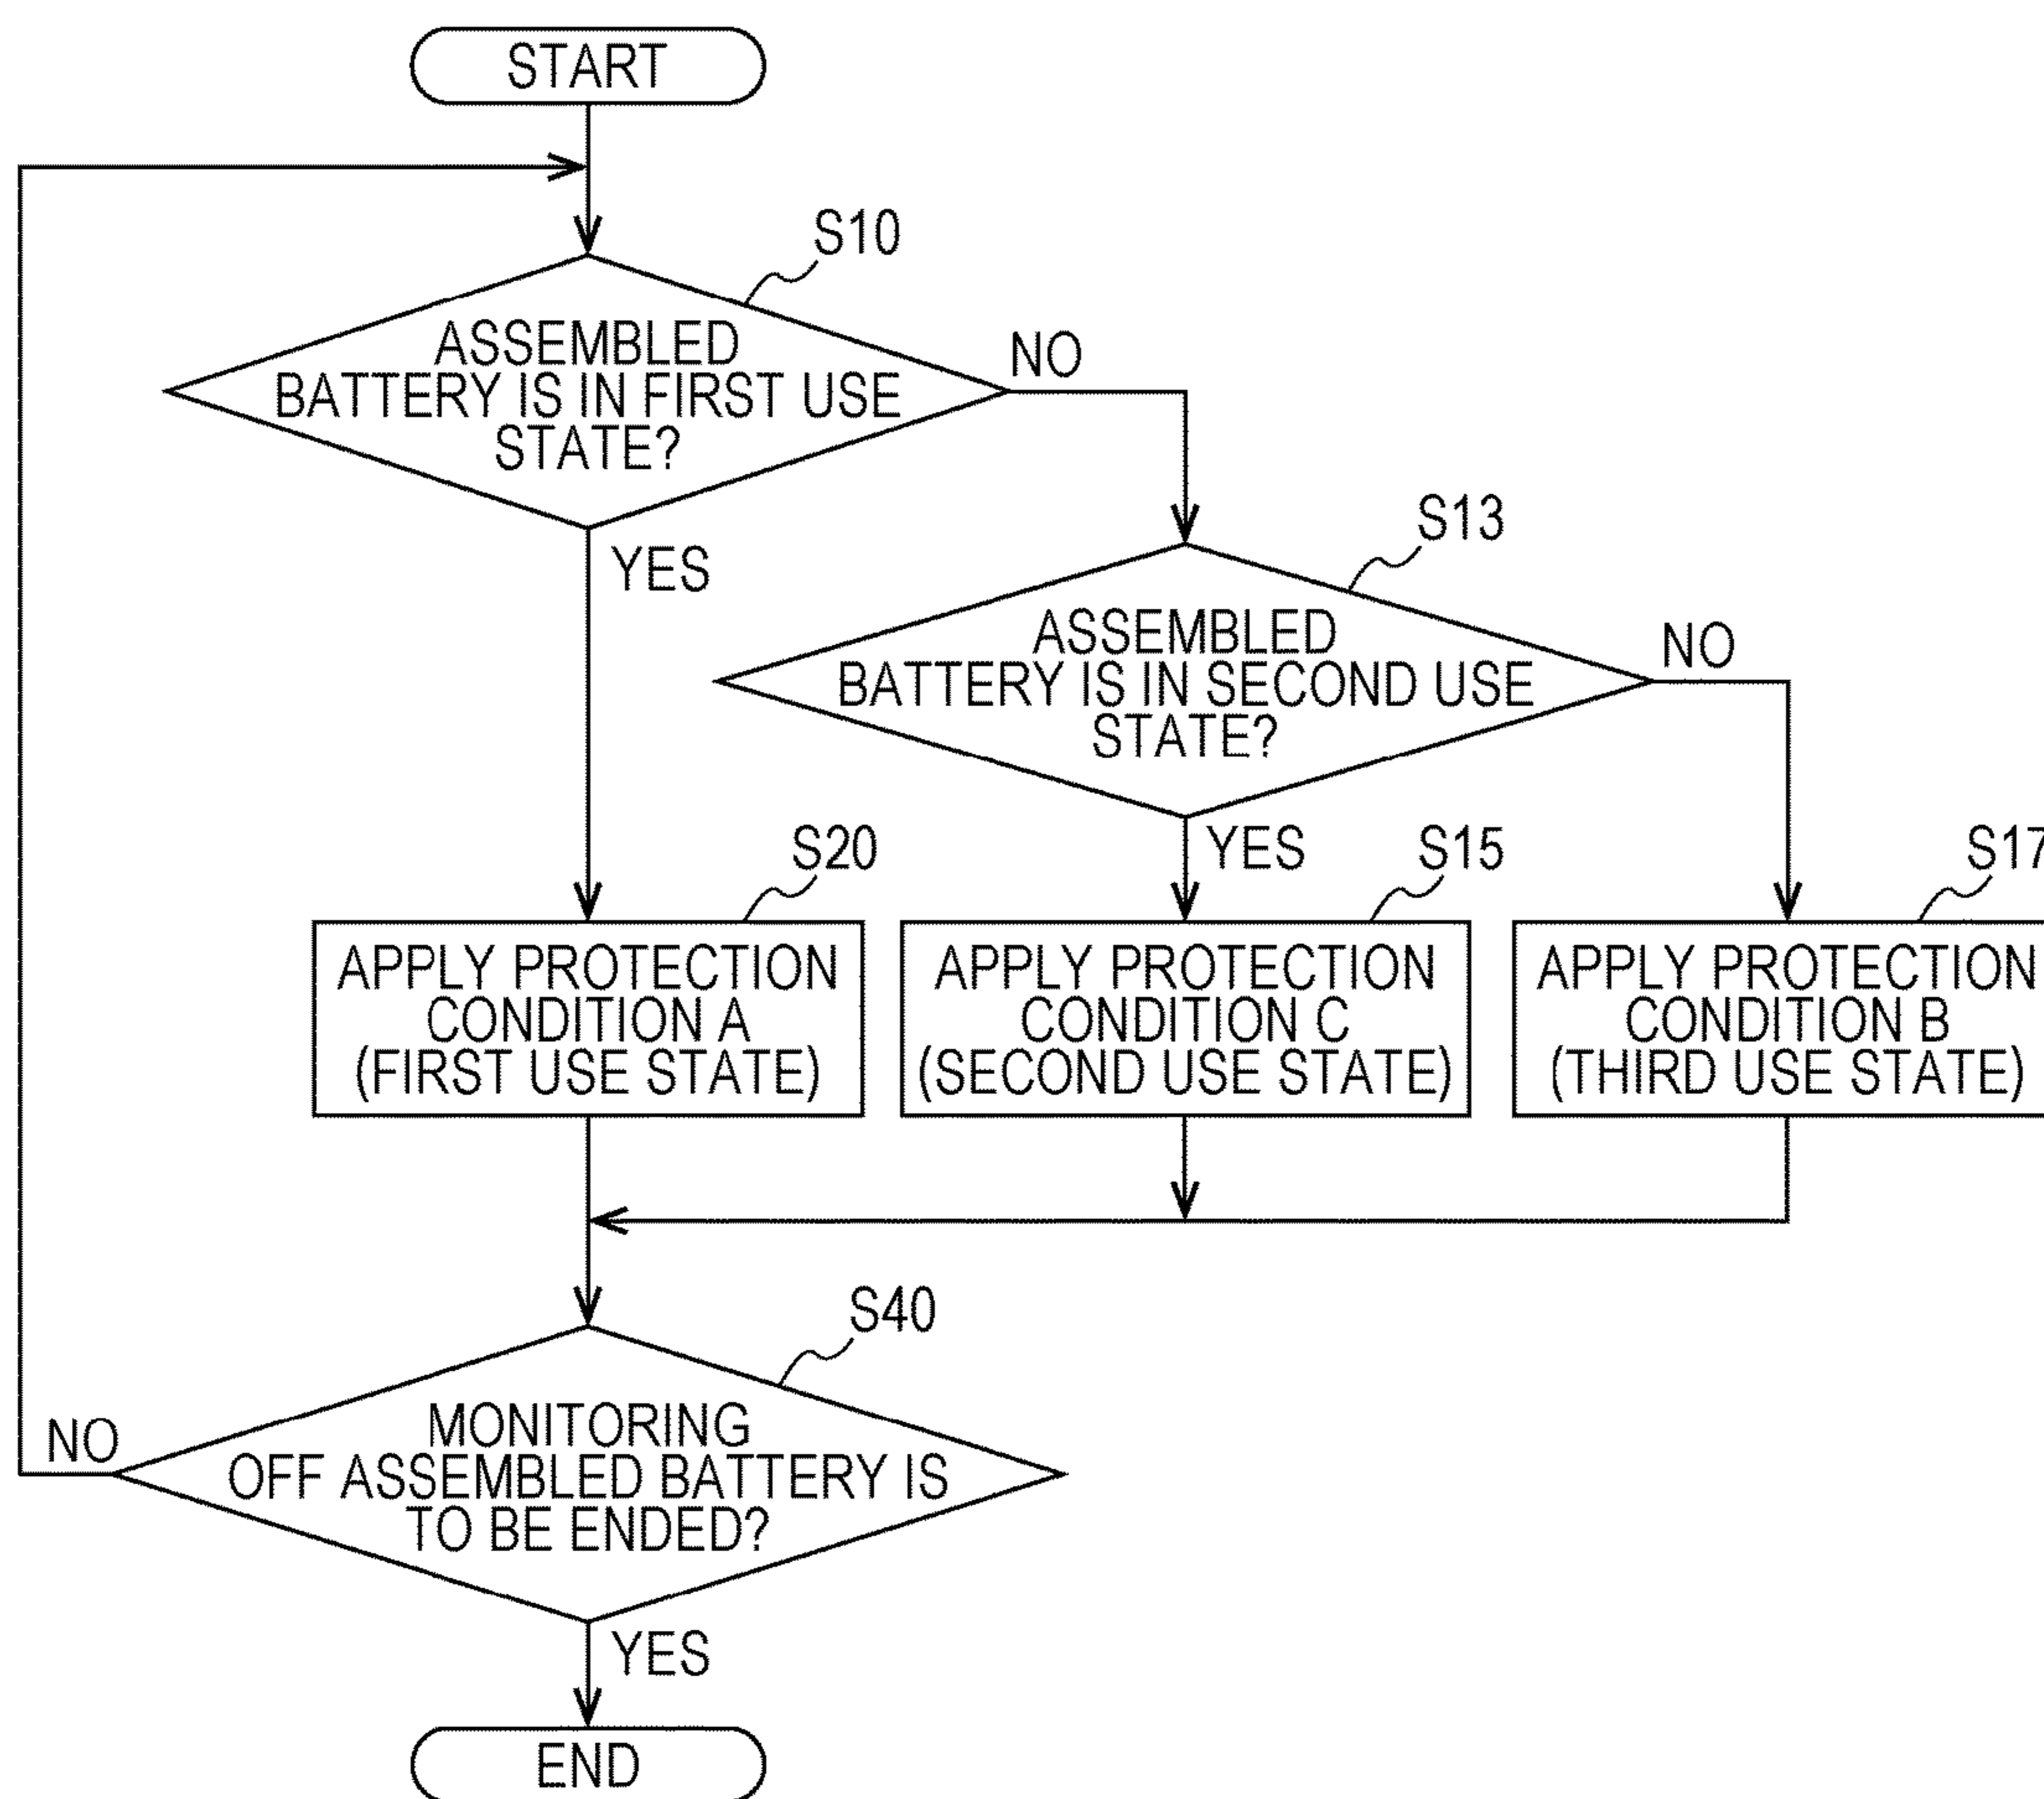 START
S10
ASSEMBLED
BATTERY IS IN FIRST USE
STATE?
NO
YES
S13
ASSEMBLED
BATTERY IS IN SECOND USE
STATE?
NO
YES
S20
S15
S17
APPLY PROTECTION
CONDITION A
(FIRST USE STATE)
APPLY PROTECTION
CONDITION C
(SECOND USE STATE)
APPLY PROTECTION
CONDITION B
(THIRD USE STATE)
S40
MONITORING
OFF ASSEMBLED BATTERY IS
TO BE ENDED?
NO
YES
END